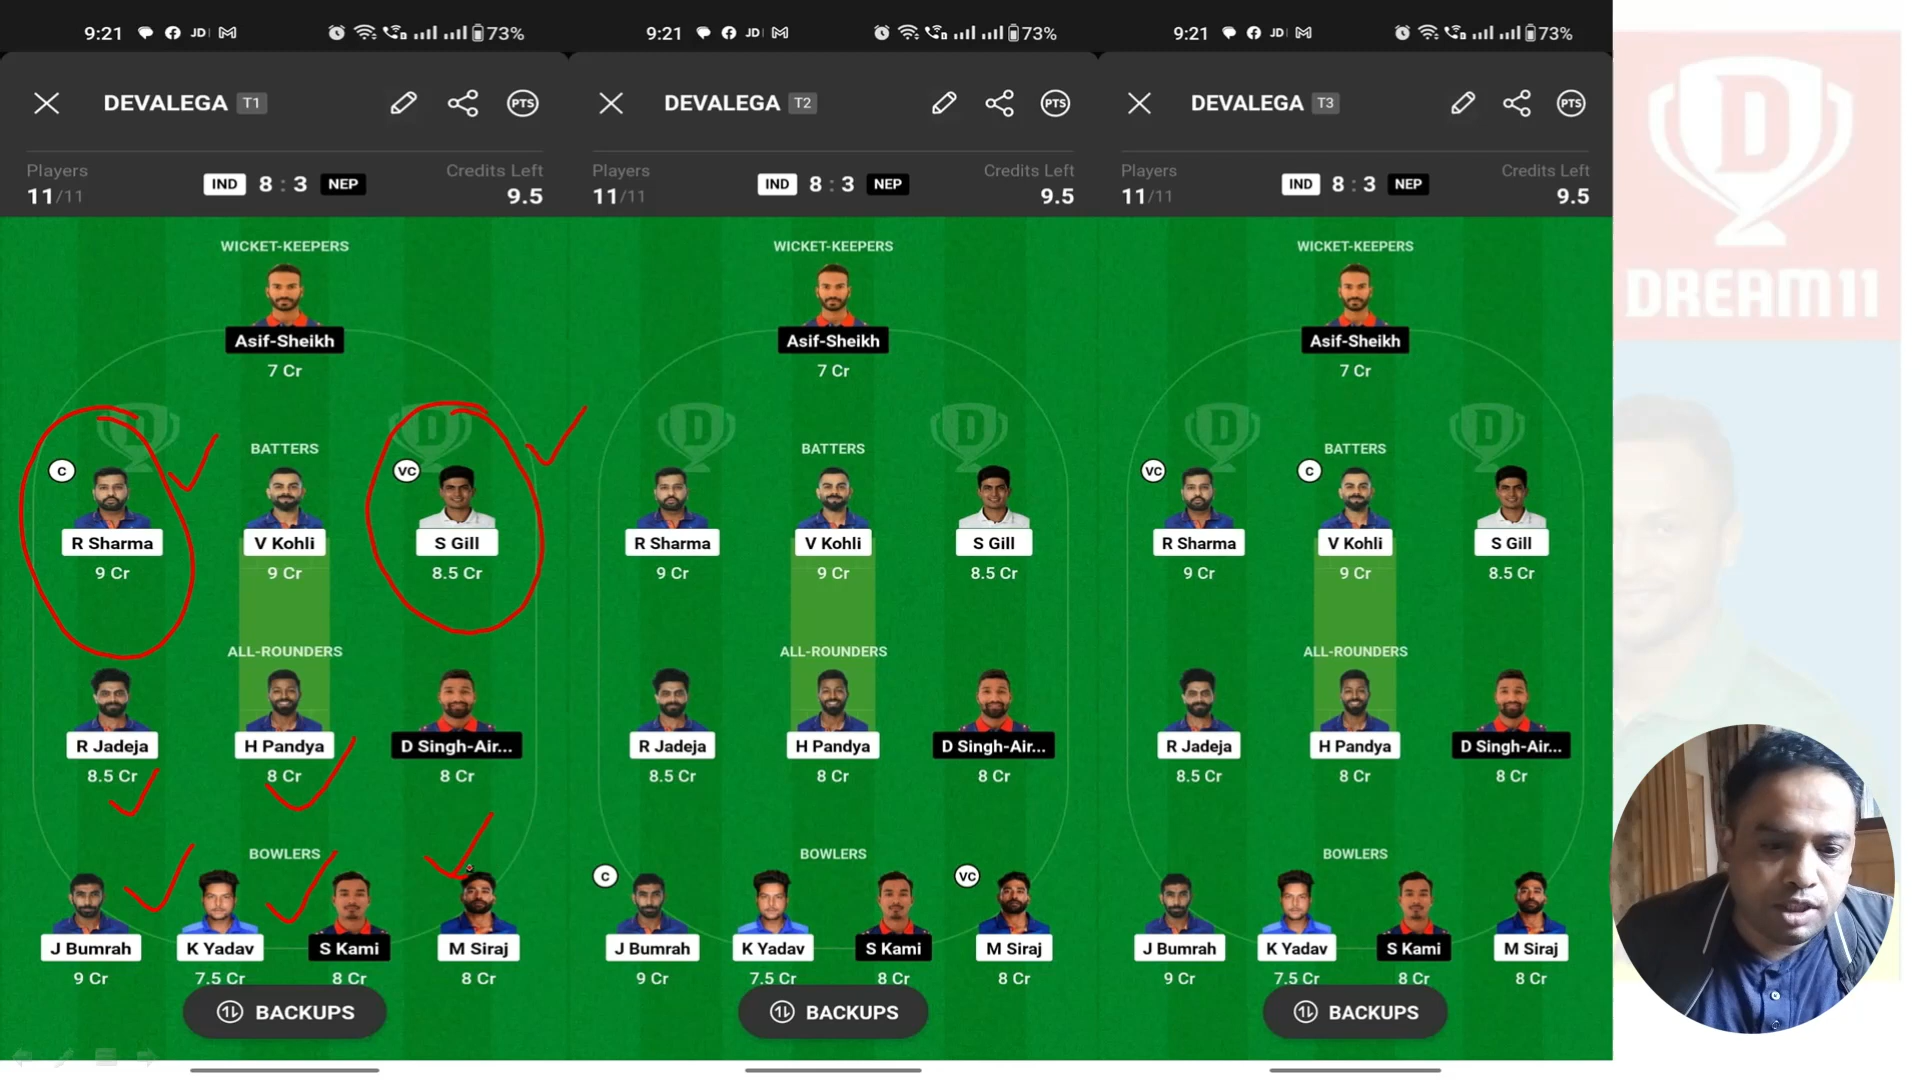 9:21 JD 73%
DEVALEGA T1
PTS
Players
11/11
IND 8 : 3 NEP
Credits Left
9.5
WICKET-KEEPERS
Asif-Sheikh
7 Cr
BATTERS
C
VC
R Sharma
V Kohli
S Gill
9 Cr
9 Cr
8.5 Cr
ALL-ROUNDERS
R Jadeja
H Pandya
D Singh-Air...
8.5 Cr
8 Cr
8 Cr
BOWLERS
J Bumrah
K Yadav
S Kami
M Siraj
9 Cr
7.5 Cr
8 Cr
8 Cr
BACKUPS
9:21 JD 73%
DEVALEGA T2
PTS
Players
11/11
IND 8 : 3 NEP
Credits Left
9.5
WICKET-KEEPERS
Asif-Sheikh
7 Cr
BATTERS
R Sharma
V Kohli
S Gill
9 Cr
9 Cr
8.5 Cr
ALL-ROUNDERS
R Jadeja
H Pandya
D Singh-Air...
8.5 Cr
8 Cr
8 Cr
BOWLERS
C
VC
J Bumrah
K Yadav
S Kami
M Siraj
9 Cr
7.5 Cr
8 Cr
8 Cr
BACKUPS
9:21 JD 73%
DEVALEGA T3
PTS
Players
11/11
IND 8 : 3 NEP
Credits Left
9.5
WICKET-KEEPERS
Asif-Sheikh
7 Cr
BATTERS
VC
C
R Sharma
V Kohli
S Gill
9 Cr
9 Cr
8.5 Cr
ALL-ROUNDERS
R Jadeja
H Pandya
D Singh-Air...
8.5 Cr
8 Cr
8 Cr
BOWLERS
J Bumrah
K Yadav
S Kami
M Siraj
9 Cr
7.5 Cr
8 Cr
8 Cr
BACKUPS
D
DREAM11